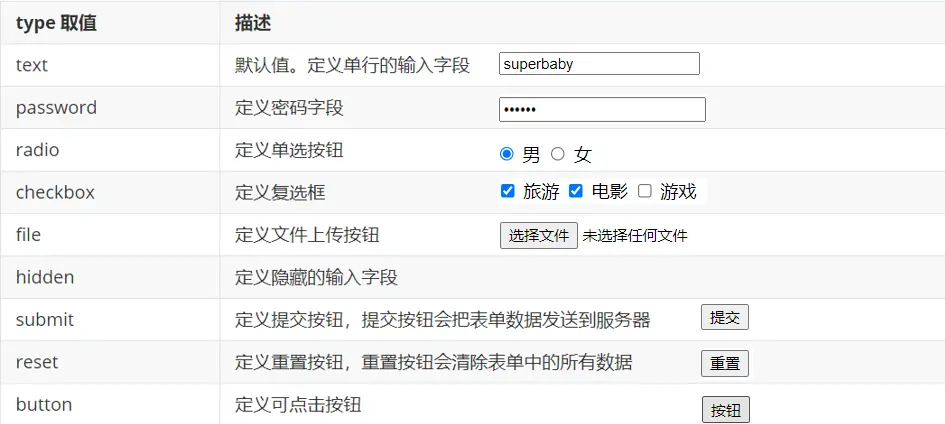 type 取值 描述
text 默认值。定义单行的输入字段 superbaby
password 定义密码字段 ••••••
radio 定义单选按钮 男 女
checkbox 定义复选框 旅游 电影 游戏
file 定义文件上传按钮 选择文件 未选择任何文件
hidden 定义隐藏的输入字段
submit 定义提交按钮，提交按钮会把表单数据发送到服务器 提交
reset 定义重置按钮，重置按钮会清除表单中的所有数据 重置
button 定义可点击按钮 按钮